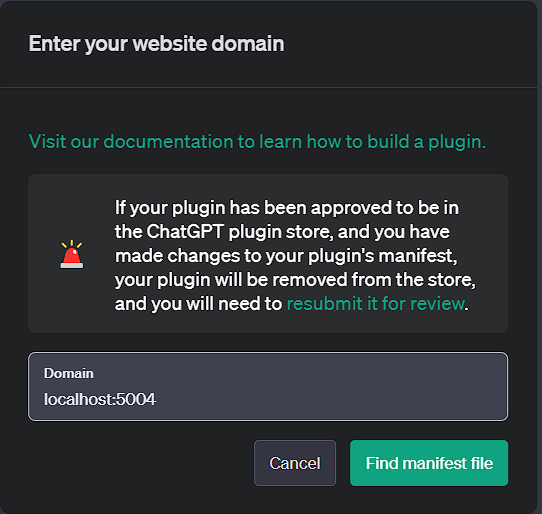 Enter your website domain
Visit our documentation to learn how to build a plugin.
If your plugin has been approved to be in
the ChatGPT plugin store, and you have
made changes to your plugin's manifest,
your plugin will be removed from the store,
and you will need to resubmit it for review.
Domain
localhost:5004
Cancel
Find manifest file